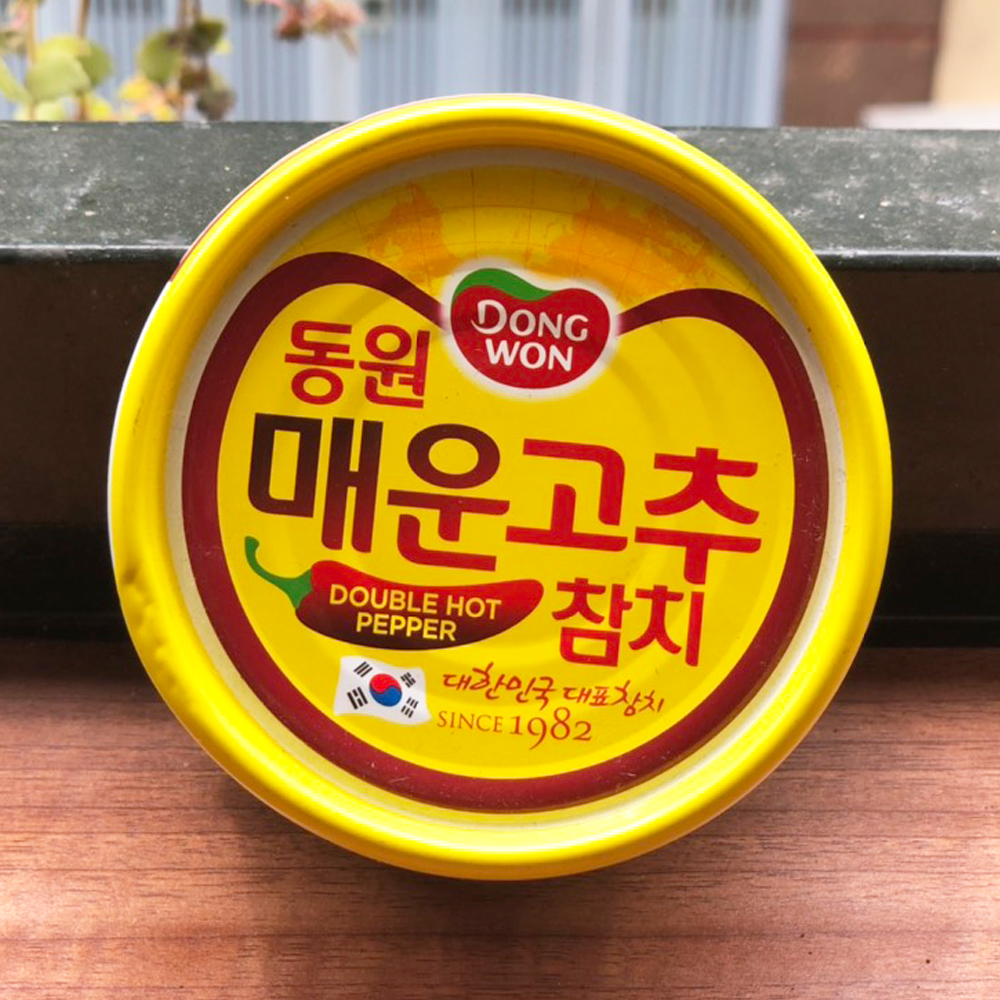 DONG
WON
동원
매운고추
DOUBLE HOT
PEPPER
참치
대한민국 대표참치
SINCE 1982